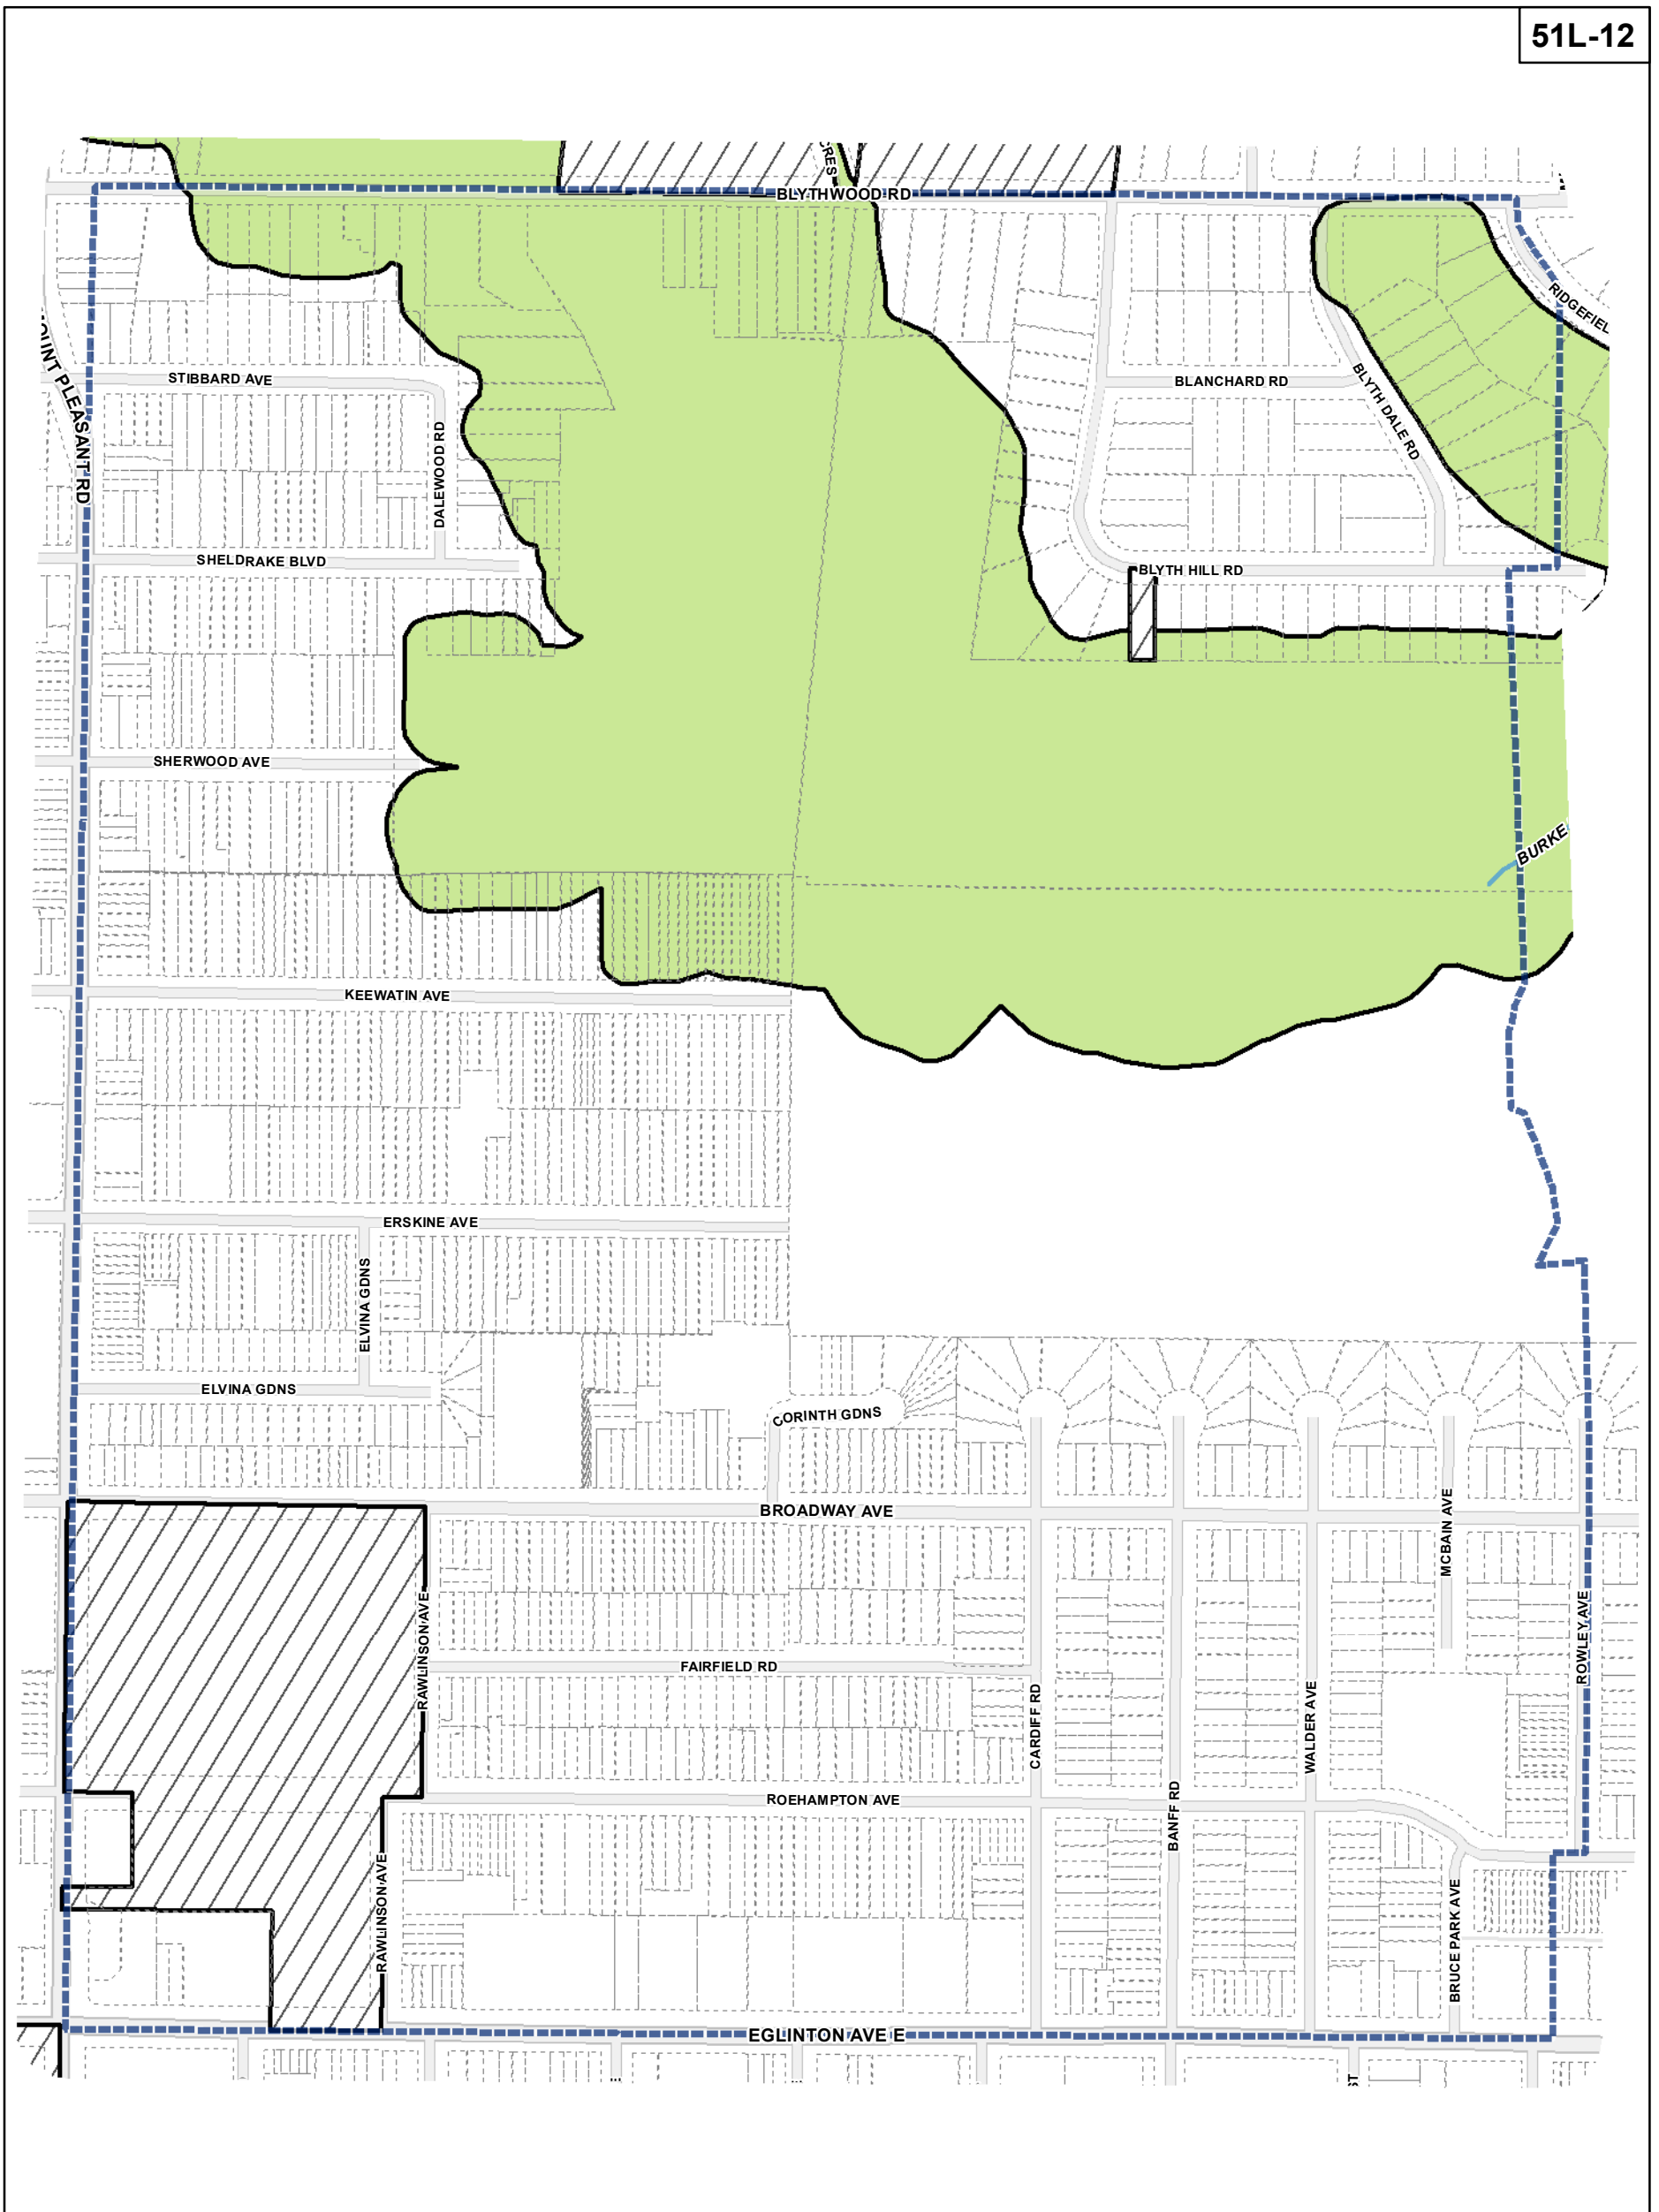 51L-12
BLYTHWOOD RD
RIDGEFIEL
STIBBARD AVE
BLANCHARD RD
BLYTH DALE RD
OUNT PLEASANT RD
DALEWOOD RD
SHELDRAKE BLVD
BLYTH HILL RD
SHERWOOD AVE
BURKE
KEEWATIN AVE
ERSKINE AVE
ELVINA GDNS
ELVINA GDNS
CORINTH GDNS
BROADWAY AVE
MCBAIN AVE
RAWLINSON AVE
ROWLEY AVE
FAIRFIELD RD
CARDIFF RD
WALDER AVE
ROEHAMPTON AVE
BANFF RD
RAWLINSON AVE
BRUCE PARK AVE
EGLINTON AVE E
ST